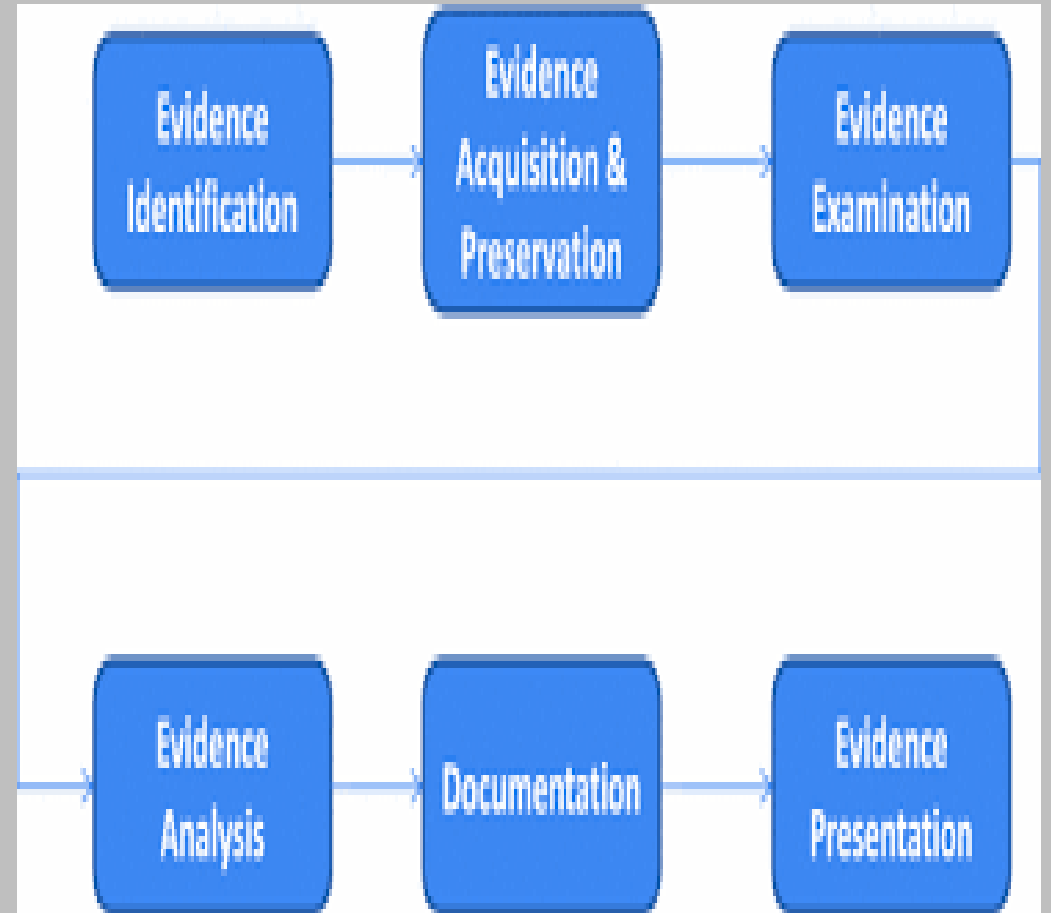 Evidence
Identification
Evidence
Acquisition &
Preservation
Evidence
Examination
Evidence
Analysis
Documentation
Evidence
Presentation